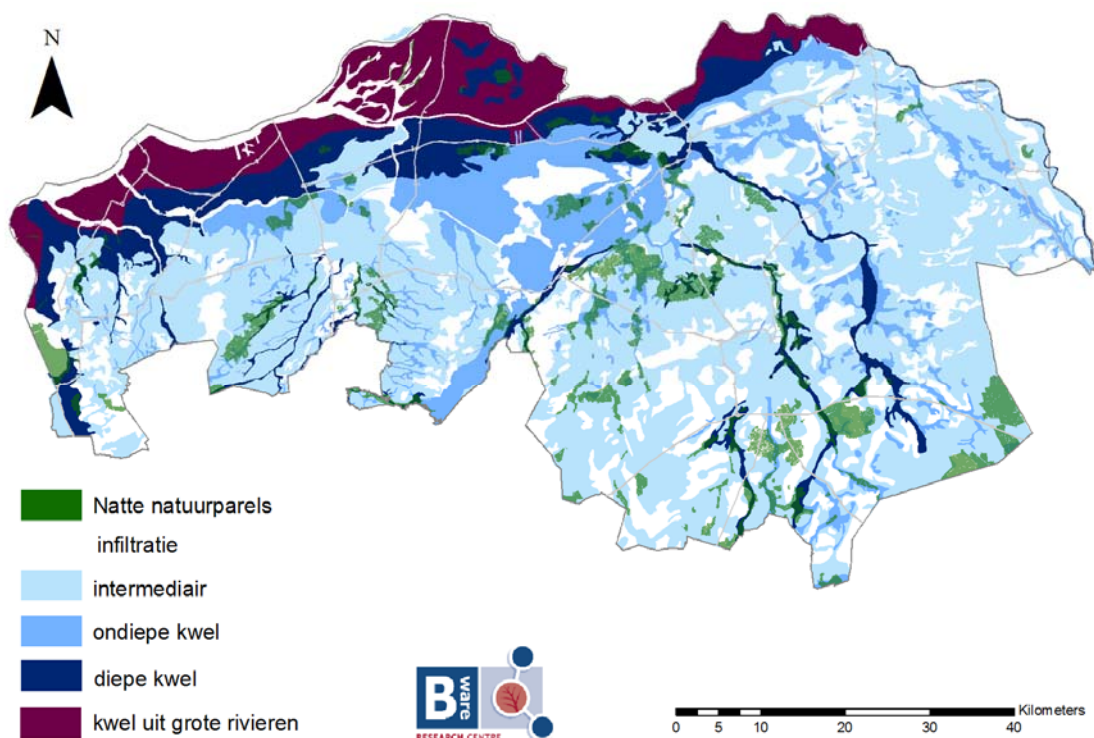 N
Natte natuurparels
infiltratie
intermediair
ondiepe kwel
diepe kwel
kwel uit grote rivieren
B ware
RESEARCH CENTRE
Kilometers
0 5 10 20 30 40